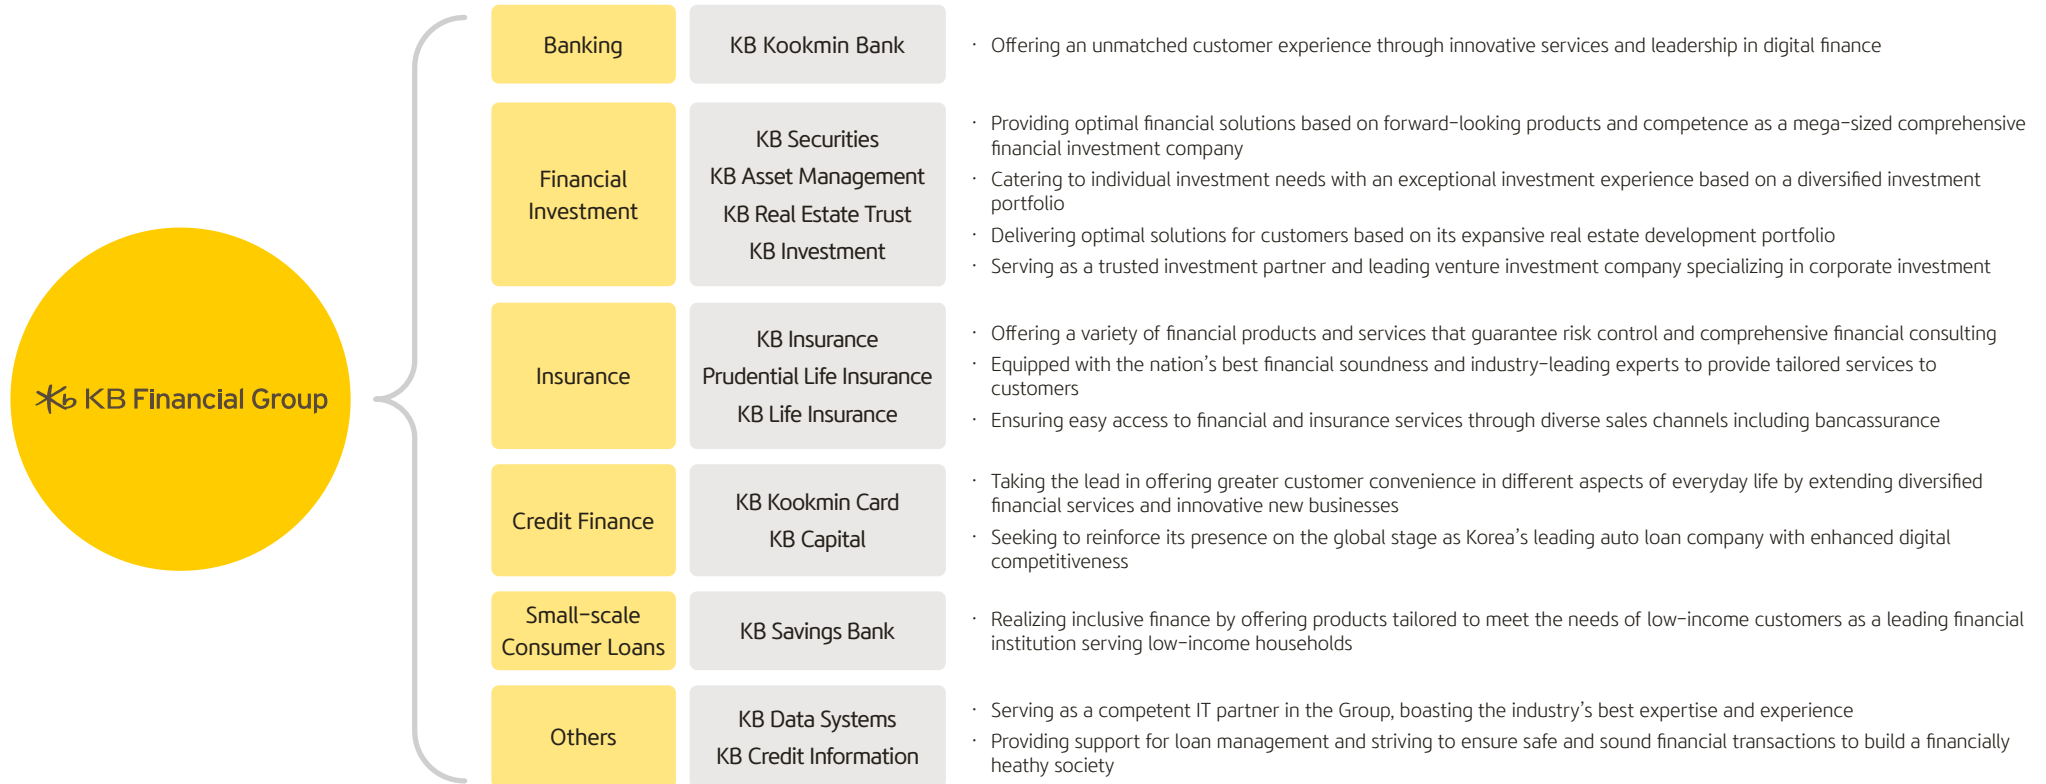 KB Financial Group
Banking
KB Kookmin Bank
· Offering an unmatched customer experience through innovative services and leadership in digital finance
Financial
Investment
KB Securities
KB Asset Management
KB Real Estate Trust
KB Investment
· Providing optimal financial solutions based on forward-looking products and competence as a mega-sized comprehensive
financial investment company
· Catering to individual investment needs with an exceptional investment experience based on a diversified investment
portfolio
· Delivering optimal solutions for customers based on its expansive real estate development portfolio
· Serving as a trusted investment partner and leading venture investment company specializing in corporate investment
Insurance
KB Insurance
Prudential Life Insurance
KB Life Insurance
· Offering a variety of financial products and services that guarantee risk control and comprehensive financial consulting
· Equipped with the nation's best financial soundness and industry-leading experts to provide tailored services to
customers
· Ensuring easy access to financial and insurance services through diverse sales channels including bancassurance
Credit Finance
KB Kookmin Card
KB Capital
· Taking the lead in offering greater customer convenience in different aspects of everyday life by extending diversified
financial services and innovative new businesses
· Seeking to reinforce its presence on the global stage as Korea's leading auto loan company with enhanced digital
competitiveness
Small-scale
Consumer Loans
KB Savings Bank
· Realizing inclusive finance by offering products tailored to meet the needs of low-income customers as a leading financial
institution serving low-income households
Others
KB Data Systems
KB Credit Information
· Serving as a competent IT partner in the Group, boasting the industry's best expertise and experience
· Providing support for loan management and striving to ensure safe and sound financial transactions to build a financially
heathy society